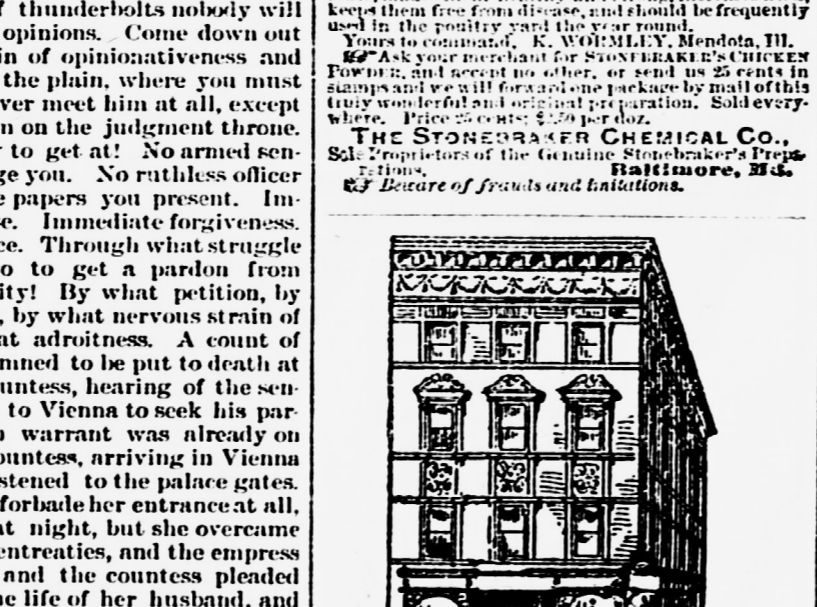 f thunderbolts nobody will
opinions. Come down out
in of opinionativeness and
the plain, where you must
ver meet him at all, except
n on the judgment throne.
to get at! No armed sen-
ge you. No ruthless officer
e papers you present. Im-
e. Immediate forgiveness.
ce. Through what struggle
o to get a pardon from
ity! By what petition, by
, by what nervous strain of
at adroitness. A count of
mned to be put to death at
untess, hearing of the sen-
to Vienna to seek his par-
warrant was already on
ountess, arriving in Vienna
stened to the palace gates.
forbade her entrance at all,
at night, but she overcame
entreaties, and the empress
and the countess pleaded
he life of her husband, and
keeps them free from disease, and should be frequently
used in the poultry yard the year round.
Yours to command, K. WORMLEY, Mendota, Ill.
☞ Ask your merchant for STONEBRAKER'S CHICKEN
POWDER, and accept no other, or send us 25 cents in
stamps and we will forward one package by mail of this
truly wonderful and original preparation. Sold every-
where. Price 25 cents; $2.50 per doz.
THE STONEBRAKER CHEMICAL CO.,
Sole Proprietors of the Genuine Stonebraker's Prepa-
rations, Baltimore, Md.
☞ Beware of frauds and imitations.